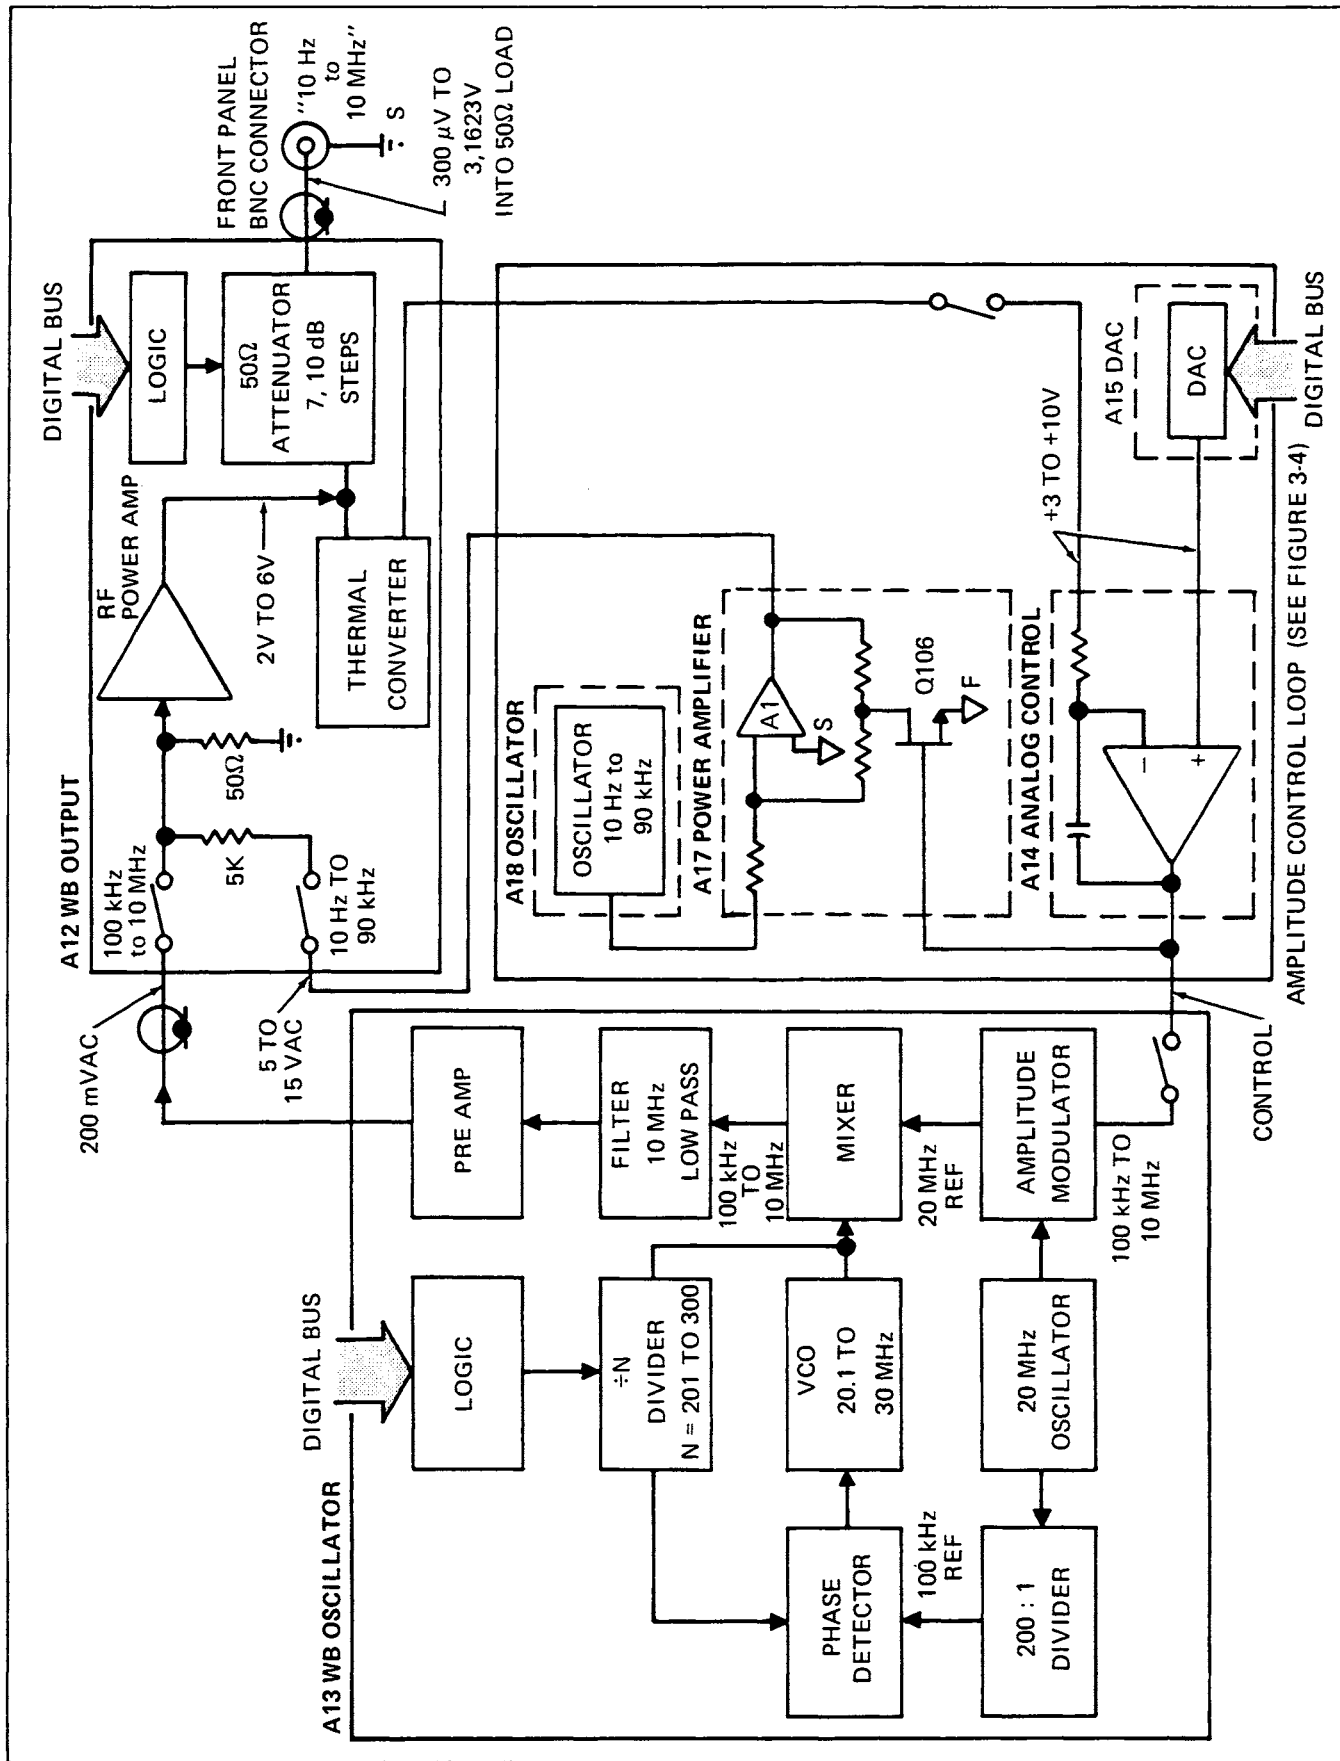 A13 WB OSCILLATOR
DIGITAL BUS
LOGIC
÷N
DIVIDER
N = 201 TO 300
PHASE
DETECTOR
VCO
20.1 TO
30 MHz
100 kHz
REF
200 : 1
DIVIDER
20 MHz
OSCILLATOR
PRE AMP
FILTER
10 MHz
LOW PASS
100 kHz
TO
10 MHz
MIXER
20 MHz
REF
AMPLITUDE
MODULATOR
100 kHz TO
10 MHz
CONTROL
200 mVAC
5 TO
15 VAC
A12 WB OUTPUT
100 kHz
to 10 MHz
5K
50Ω
10 Hz TO
90 kHz
RF
POWER AMP
2V TO 6V
THERMAL
CONVERTER
DIGITAL BUS
LOGIC
50Ω
ATTENUATOR
7, 10 dB
STEPS
FRONT PANEL
BNC CONNECTOR
"10 Hz
to
10 MHz"
S
300 µV TO
3,1623V
INTO 50Ω LOAD
A18 OSCILLATOR
OSCILLATOR
10 Hz to
90 kHz
A17 POWER AMPLIFIER
A1
S
Q106
F
A14 ANALOG CONTROL
-
+
+3 TO +10V
A15 DAC
DAC
DIGITAL BUS
AMPLITUDE CONTROL LOOP (SEE FIGURE 3-4)